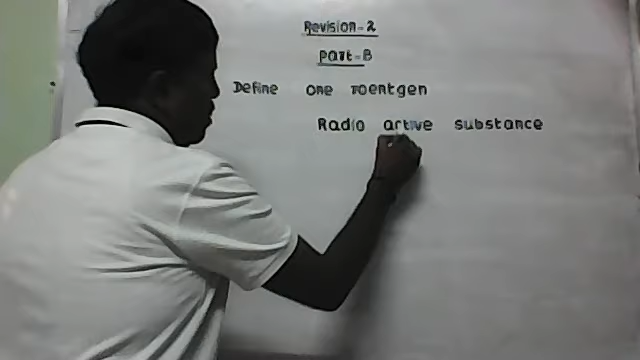 Revision-2
Part-B
Define one roentgen
Radio active substance